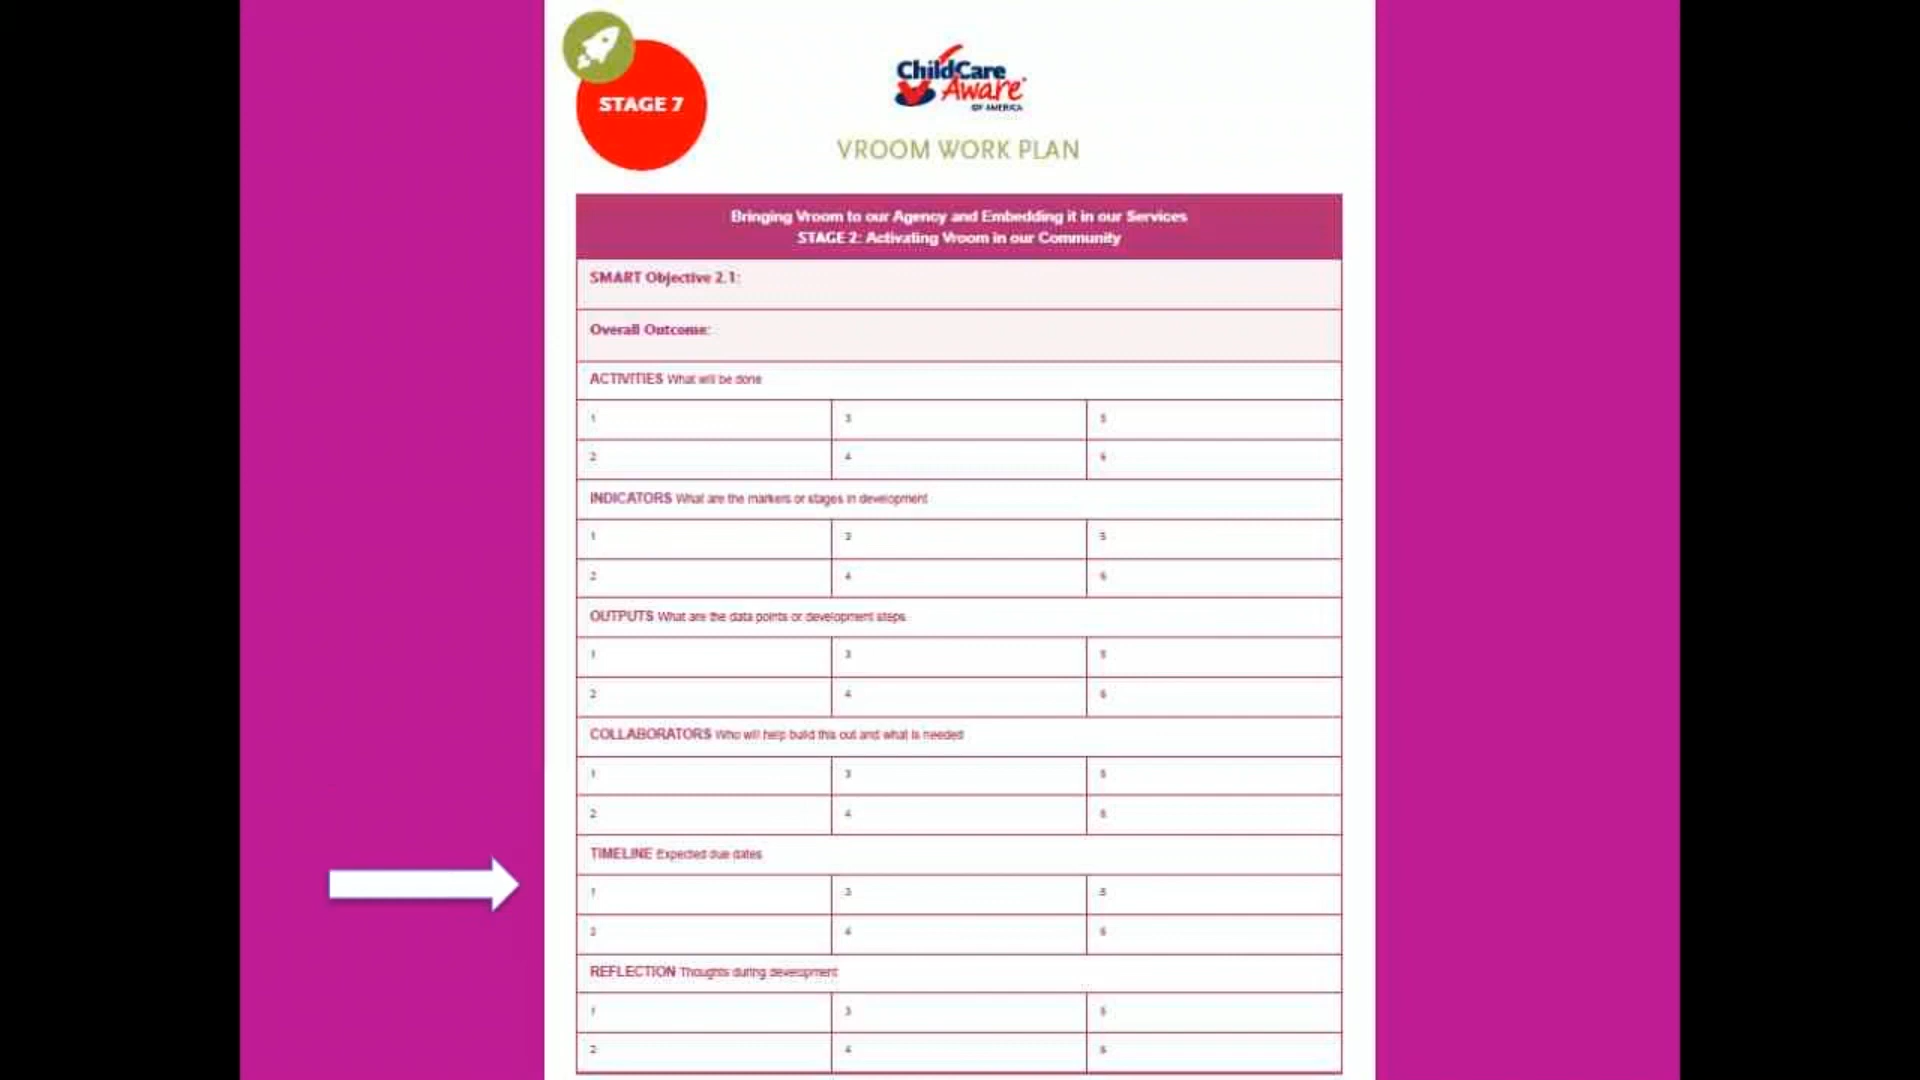 STAGE 7
ChildCare
Aware
OF AMERICA
VROOM WORK PLAN
Bringing Vroom to our Agency and Embedding it in our Services
STAGE 2: Activating Vroom in our Community
SMART Objective 2.1:
Overall Outcome:
ACTIVITIES What will be done
1 3 5
2 4 6
INDICATORS What are the markers or stages in development
1 3 5
2 4 6
OUTPUTS What are the data points or development steps
1 3 5
2 4 6
COLLABORATORS Who will help build this out and what is needed
1 3 5
2 4 6
TIMELINE Expected due dates
1 3 5
2 4 6
REFLECTION Thoughts during development
1 3 5
2 4 6